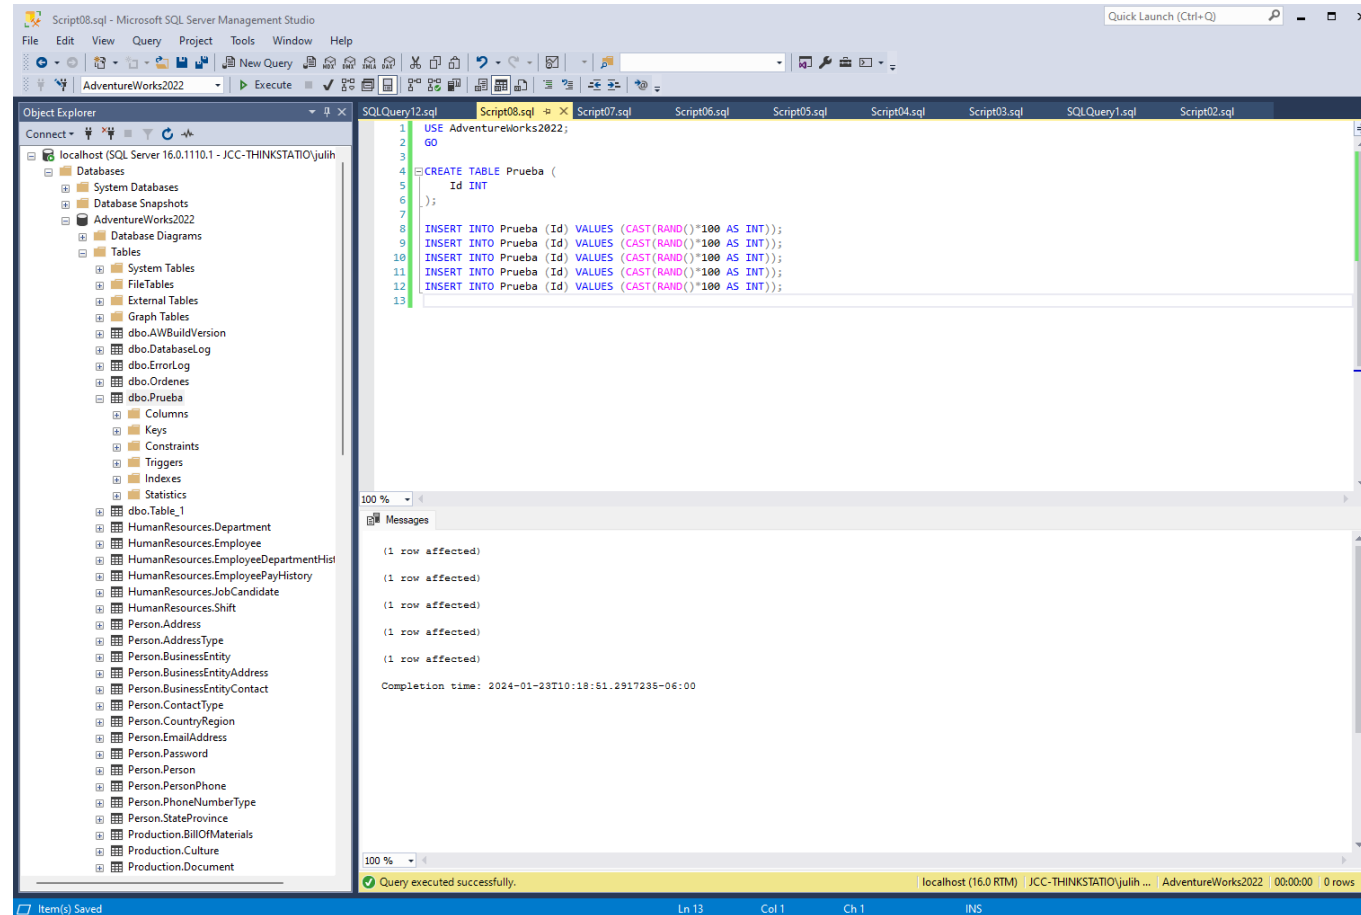 Script08.sql - Microsoft SQL Server Management Studio
Quick Launch (Ctrl+Q)
File Edit View Query Project Tools Window Help
New Query
MDX DMX XMLA DAX
AdventureWorks2022
Execute
Object Explorer
Connect
localhost (SQL Server 16.0.1110.1 - JCC-THINKSTATIO\julih
Databases
System Databases
Database Snapshots
AdventureWorks2022
Database Diagrams
Tables
System Tables
FileTables
External Tables
Graph Tables
dbo.AWBuildVersion
dbo.DatabaseLog
dbo.ErrorLog
dbo.Ordenes
dbo.Prueba
Columns
Keys
Constraints
Triggers
Indexes
Statistics
dbo.Table_1
HumanResources.Department
HumanResources.Employee
HumanResources.EmployeeDepartmentHist
HumanResources.EmployeePayHistory
HumanResources.JobCandidate
HumanResources.Shift
Person.Address
Person.AddressType
Person.BusinessEntity
Person.BusinessEntityAddress
Person.BusinessEntityContact
Person.ContactType
Person.CountryRegion
Person.EmailAddress
Person.Password
Person.Person
Person.PersonPhone
Person.PhoneNumberType
Person.StateProvince
Production.BillOfMaterials
Production.Culture
Production.Document
SQLQuery12.sql Script08.sql Script07.sql Script06.sql Script05.sql Script04.sql Script03.sql SQLQuery1.sql Script02.sql
1 USE AdventureWorks2022;
2 GO
3
4 CREATE TABLE Prueba (
5 Id INT
6 );
7
8 INSERT INTO Prueba (Id) VALUES (CAST(RAND()*100 AS INT));
9 INSERT INTO Prueba (Id) VALUES (CAST(RAND()*100 AS INT));
10 INSERT INTO Prueba (Id) VALUES (CAST(RAND()*100 AS INT));
11 INSERT INTO Prueba (Id) VALUES (CAST(RAND()*100 AS INT));
12 INSERT INTO Prueba (Id) VALUES (CAST(RAND()*100 AS INT));
13
100 %
Messages
(1 row affected)
(1 row affected)
(1 row affected)
(1 row affected)
(1 row affected)
Completion time: 2024-01-23T10:18:51.2917235-06:00
100 %
Query executed successfully.
localhost (16.0 RTM) JCC-THINKSTATIO\julih ... AdventureWorks2022 00:00:00 0 rows
Item(s) Saved Ln 13 Col 1 Ch 1 INS